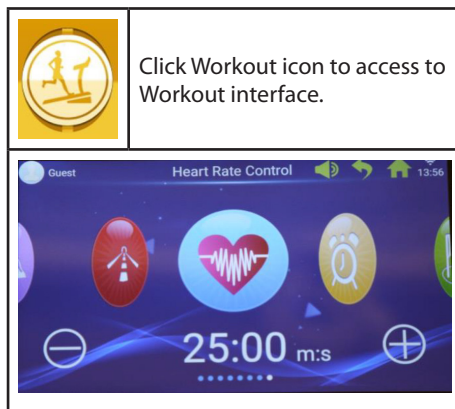 Click Workout icon to access to
Workout interface.
Guest
Heart Rate Control
13:56
25:00 m:s